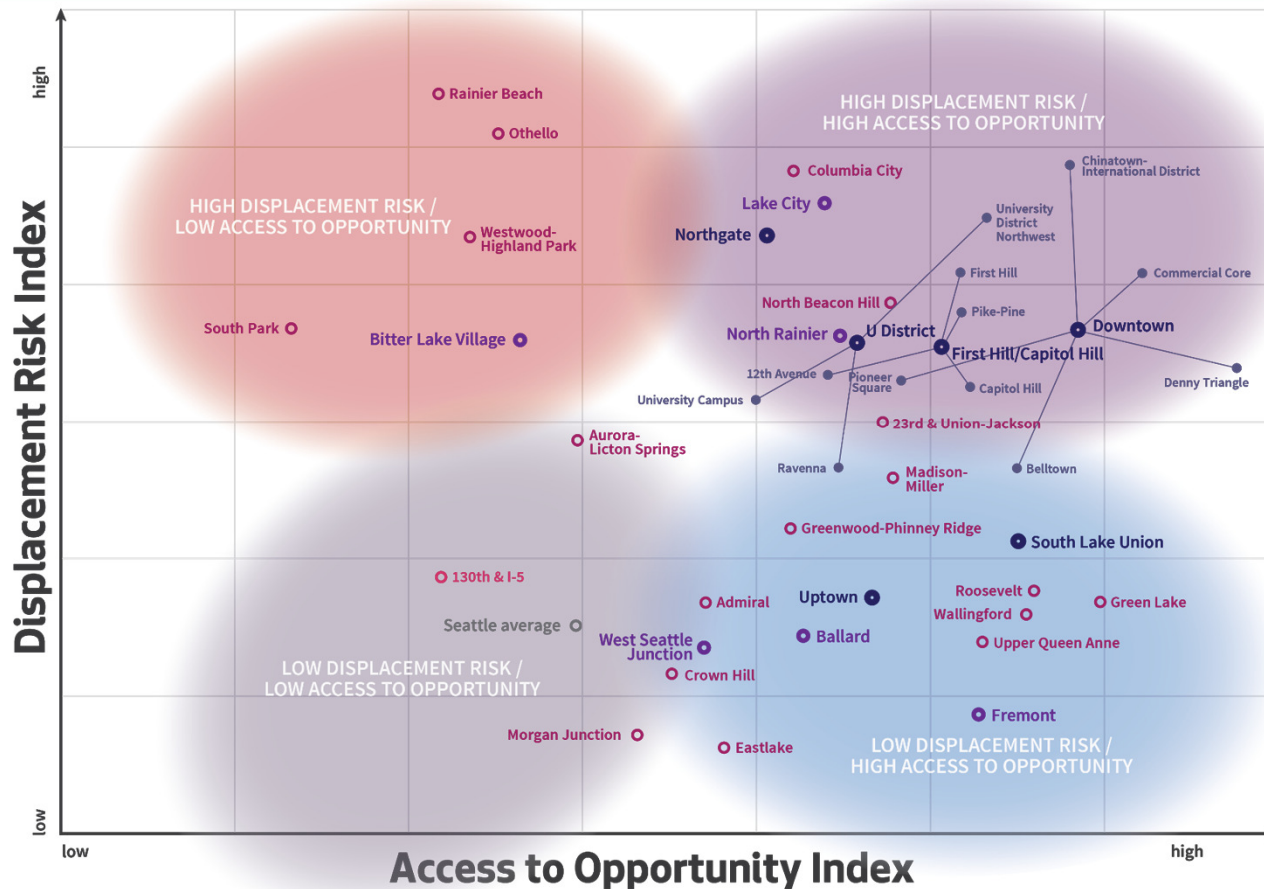 high
Rainier Beach
HIGH DISPLACEMENT RISK /
HIGH ACCESS TO OPPORTUNITY
Othello
Columbia City
Chinatown-
International District
Lake City
HIGH DISPLACEMENT RISK /
LOW ACCESS TO OPPORTUNITY
University
District
Northwest
Westwood-
Highland Park
Northgate
First Hill
Commercial Core
North Beacon Hill
Pike-Pine
South Park
Bitter Lake Village
North Rainier
U District
Downtown
First Hill/Capitol Hill
12th Avenue
Pioneer
Square
Capitol Hill
Denny Triangle
University Campus
23rd & Union-Jackson
Aurora-
Licton Springs
Ravenna
Madison-
Miller
Belltown
Greenwood-Phinney Ridge
South Lake Union
130th & I-5
Admiral
Uptown
Roosevelt
Green Lake
Wallingford
Seattle average
West Seattle
Junction
Ballard
Upper Queen Anne
LOW DISPLACEMENT RISK /
LOW ACCESS TO OPPORTUNITY
Crown Hill
Fremont
Morgan Junction
Eastlake
LOW DISPLACEMENT RISK /
HIGH ACCESS TO OPPORTUNITY
Displacement Risk Index
low
low
high
Access to Opportunity Index